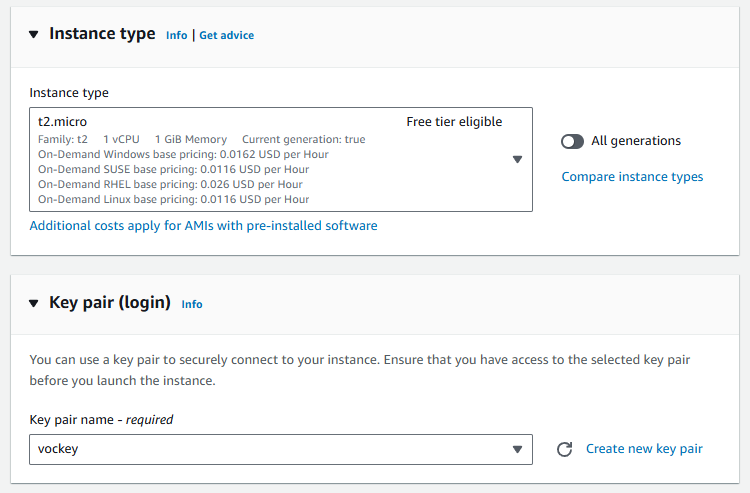 Instance type Info | Get advice
Instance type
t2.micro Free tier eligible
Family: t2 1 vCPU 1 GiB Memory Current generation: true
On-Demand Windows base pricing: 0.0162 USD per Hour
On-Demand SUSE base pricing: 0.0116 USD per Hour
On-Demand RHEL base pricing: 0.026 USD per Hour
On-Demand Linux base pricing: 0.0116 USD per Hour
All generations
Compare instance types
Additional costs apply for AMIs with pre-installed software
Key pair (login) Info
You can use a key pair to securely connect to your instance. Ensure that you have access to the selected key pair
before you launch the instance.
Key pair name - required
vockey
Create new key pair